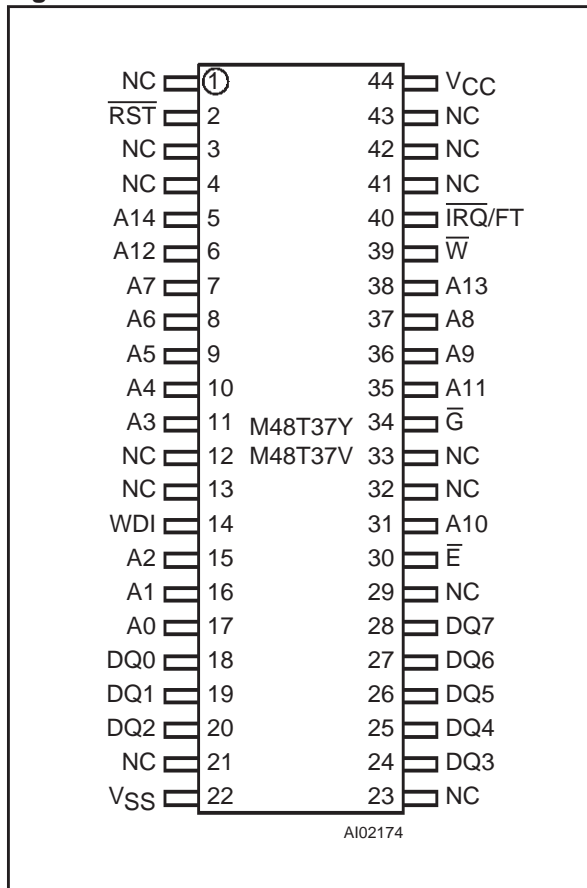 NC 1 44 VCC
R̅S̅T̅ 2 43 NC
NC 3 42 NC
NC 4 41 NC
A14 5 40 I̅R̅Q̅/FT
A12 6 39 W̅
A7 7 38 A13
A6 8 37 A8
A5 9 36 A9
A4 10 35 A11
A3 11 M48T37Y 34 G̅
NC 12 M48T37V 33 NC
NC 13 32 NC
WDI 14 31 A10
A2 15 30 E̅
A1 16 29 NC
A0 17 28 DQ7
DQ0 18 27 DQ6
DQ1 19 26 DQ5
DQ2 20 25 DQ4
NC 21 24 DQ3
VSS 22 23 NC
AI02174